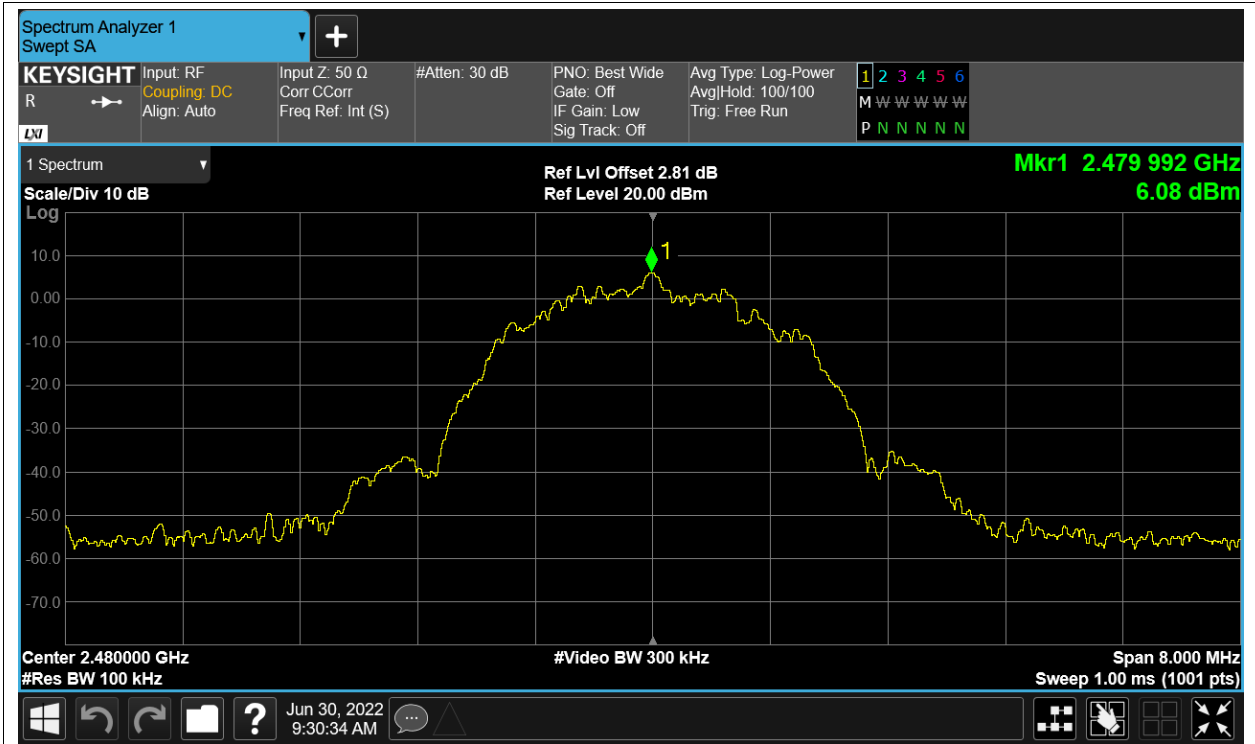 Spectrum Analyzer 1
Swept SA
KEYSIGHT
R
LXI
Input: RF
Coupling: DC
Align: Auto
Input Z: 50 Ω
Corr CCorr
Freq Ref: Int (S)
#Atten: 30 dB
PNO: Best Wide
Gate: Off
IF Gain: Low
Sig Track: Off
Avg Type: Log-Power
Avg|Hold: 100/100
Trig: Free Run
1 2 3 4 5 6
M W W W W W
P N N N N N
1 Spectrum
Scale/Div 10 dB
Log
Ref Lvl Offset 2.81 dB
Ref Level 20.00 dBm
Mkr1 2.479 992 GHz
6.08 dBm
1
10.0
0.00
-10.0
-20.0
-30.0
-40.0
-50.0
-60.0
-70.0
Center 2.480000 GHz
#Video BW 300 kHz
Span 8.000 MHz
#Res BW 100 kHz
Sweep 1.00 ms (1001 pts)
?
Jun 30, 2022
9:30:34 AM